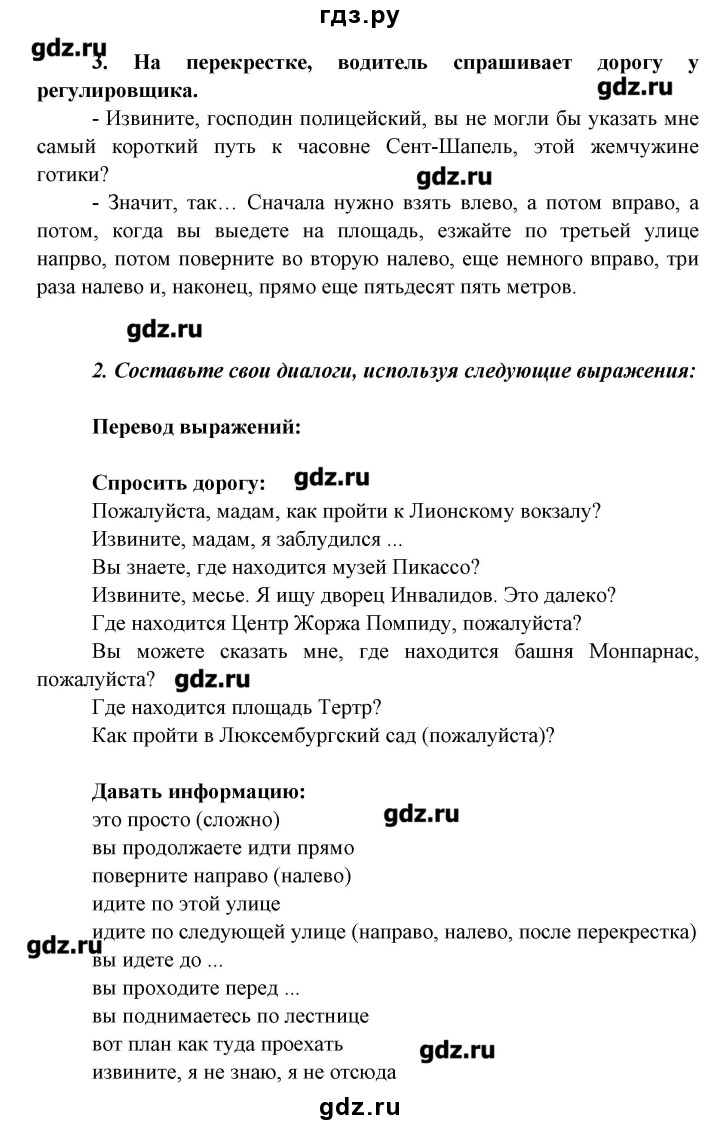 гдз.ру
gdz.ru
3. На перекрестке, водитель спрашивает дорогу у
регулировщика.
gdz.ru
- Извините, господин полицейский, вы не могли бы указать мне
самый короткий путь к часовне Сент-Шапель, этой жемчужине
готики?
gdz.ru
- Значит, так… Сначала нужно взять влево, а потом вправо, а
потом, когда вы выедете на площадь, езжайте по третьей улице
напрво, потом поверните во вторую налево, еще немного вправо, три
раза налево и, наконец, прямо еще пятьдесят пять метров.
gdz.ru
2. Составьте свои диалоги, используя следующие выражения:
Перевод выражений:
Спросить дорогу:
gdz.ru
Пожалуйста, мадам, как пройти к Лионскому вокзалу?
Извините, мадам, я заблудился ...
Вы знаете, где находится музей Пикассо?
Извините, месье. Я ищу дворец Инвалидов. Это далеко?
Где находится Центр Жоржа Помпиду, пожалуйста?
Вы можете сказать мне, где находится башня Монпарнас,
пожалуйста?
gdz.ru
Где находится площадь Тертр?
Как пройти в Люксембургский сад (пожалуйста)?
Давать информацию:
gdz.ru
это просто (сложно)
вы продолжаете идти прямо
поверните направо (налево)
идите по этой улице
идите по следующей улице (направо, налево, после перекрестка)
gdz.ru
вы идете до ...
вы проходите перед ...
вы поднимаетесь по лестнице
вот план как туда проехать
gdz.ru
извините, я не знаю, я не отсюда
gdz.ru